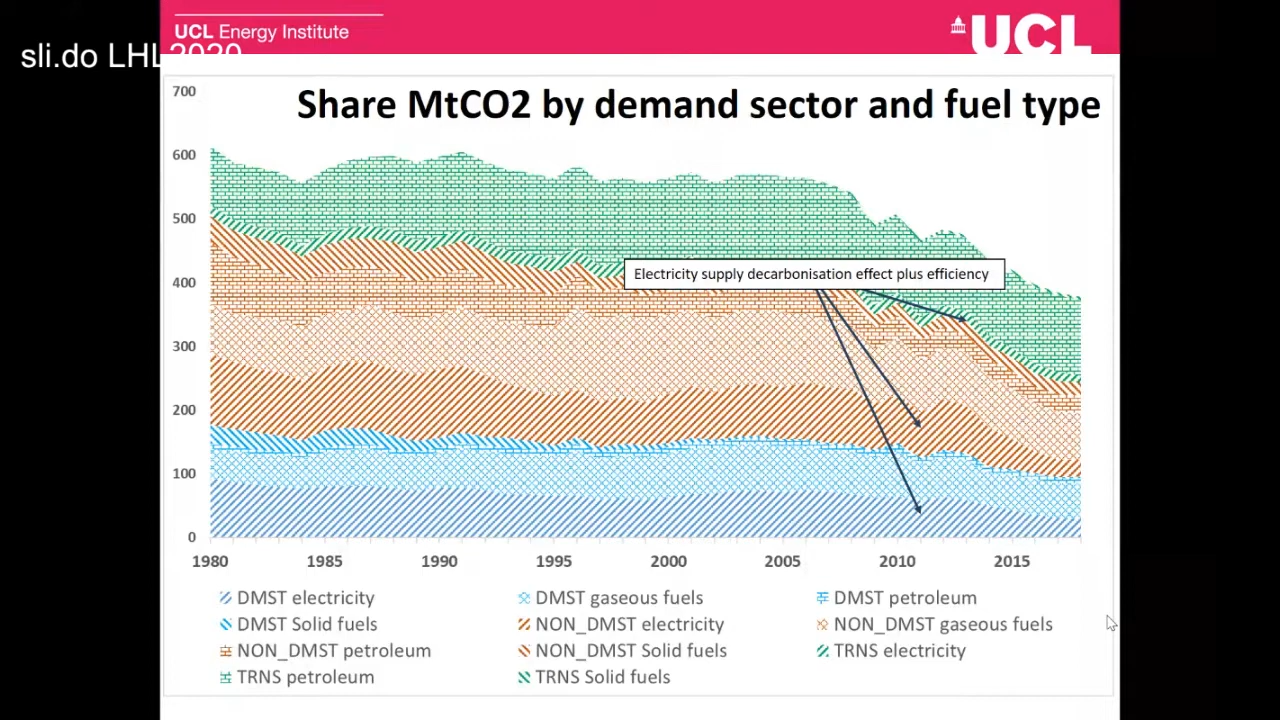 UCL Energy Institute
UCL
sli.do LHL 2020
Share MtCO2 by demand sector and fuel type
700
600
500
400
300
200
100
0
Electricity supply decarbonisation effect plus efficiency
1980 1985 1990 1995 2000 2005 2010 2015
DMST electricity DMST gaseous fuels DMST petroleum
DMST Solid fuels NON_DMST electricity NON_DMST gaseous fuels
NON_DMST petroleum NON_DMST Solid fuels TRNS electricity
TRNS petroleum TRNS Solid fuels